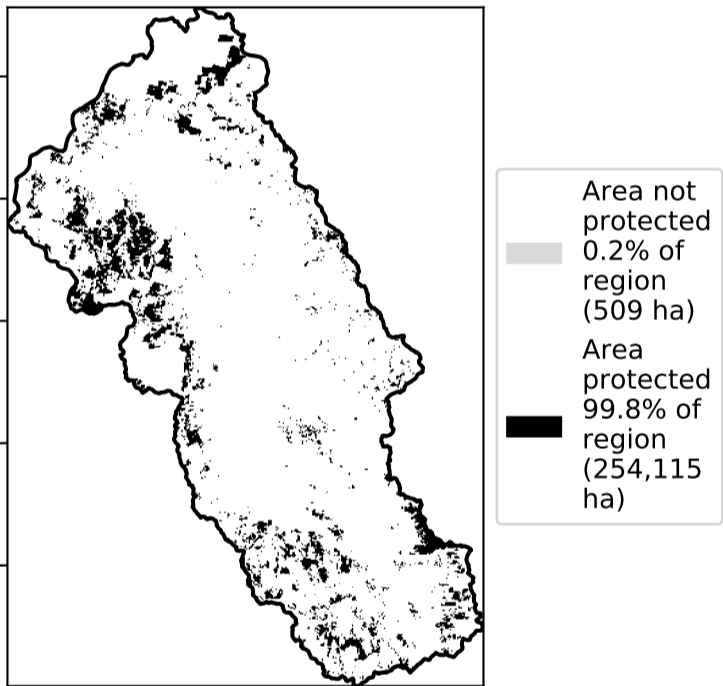 Area not
protected
0.2% of
region
(509 ha)
Area
protected
99.8% of
region
(254,115
ha)